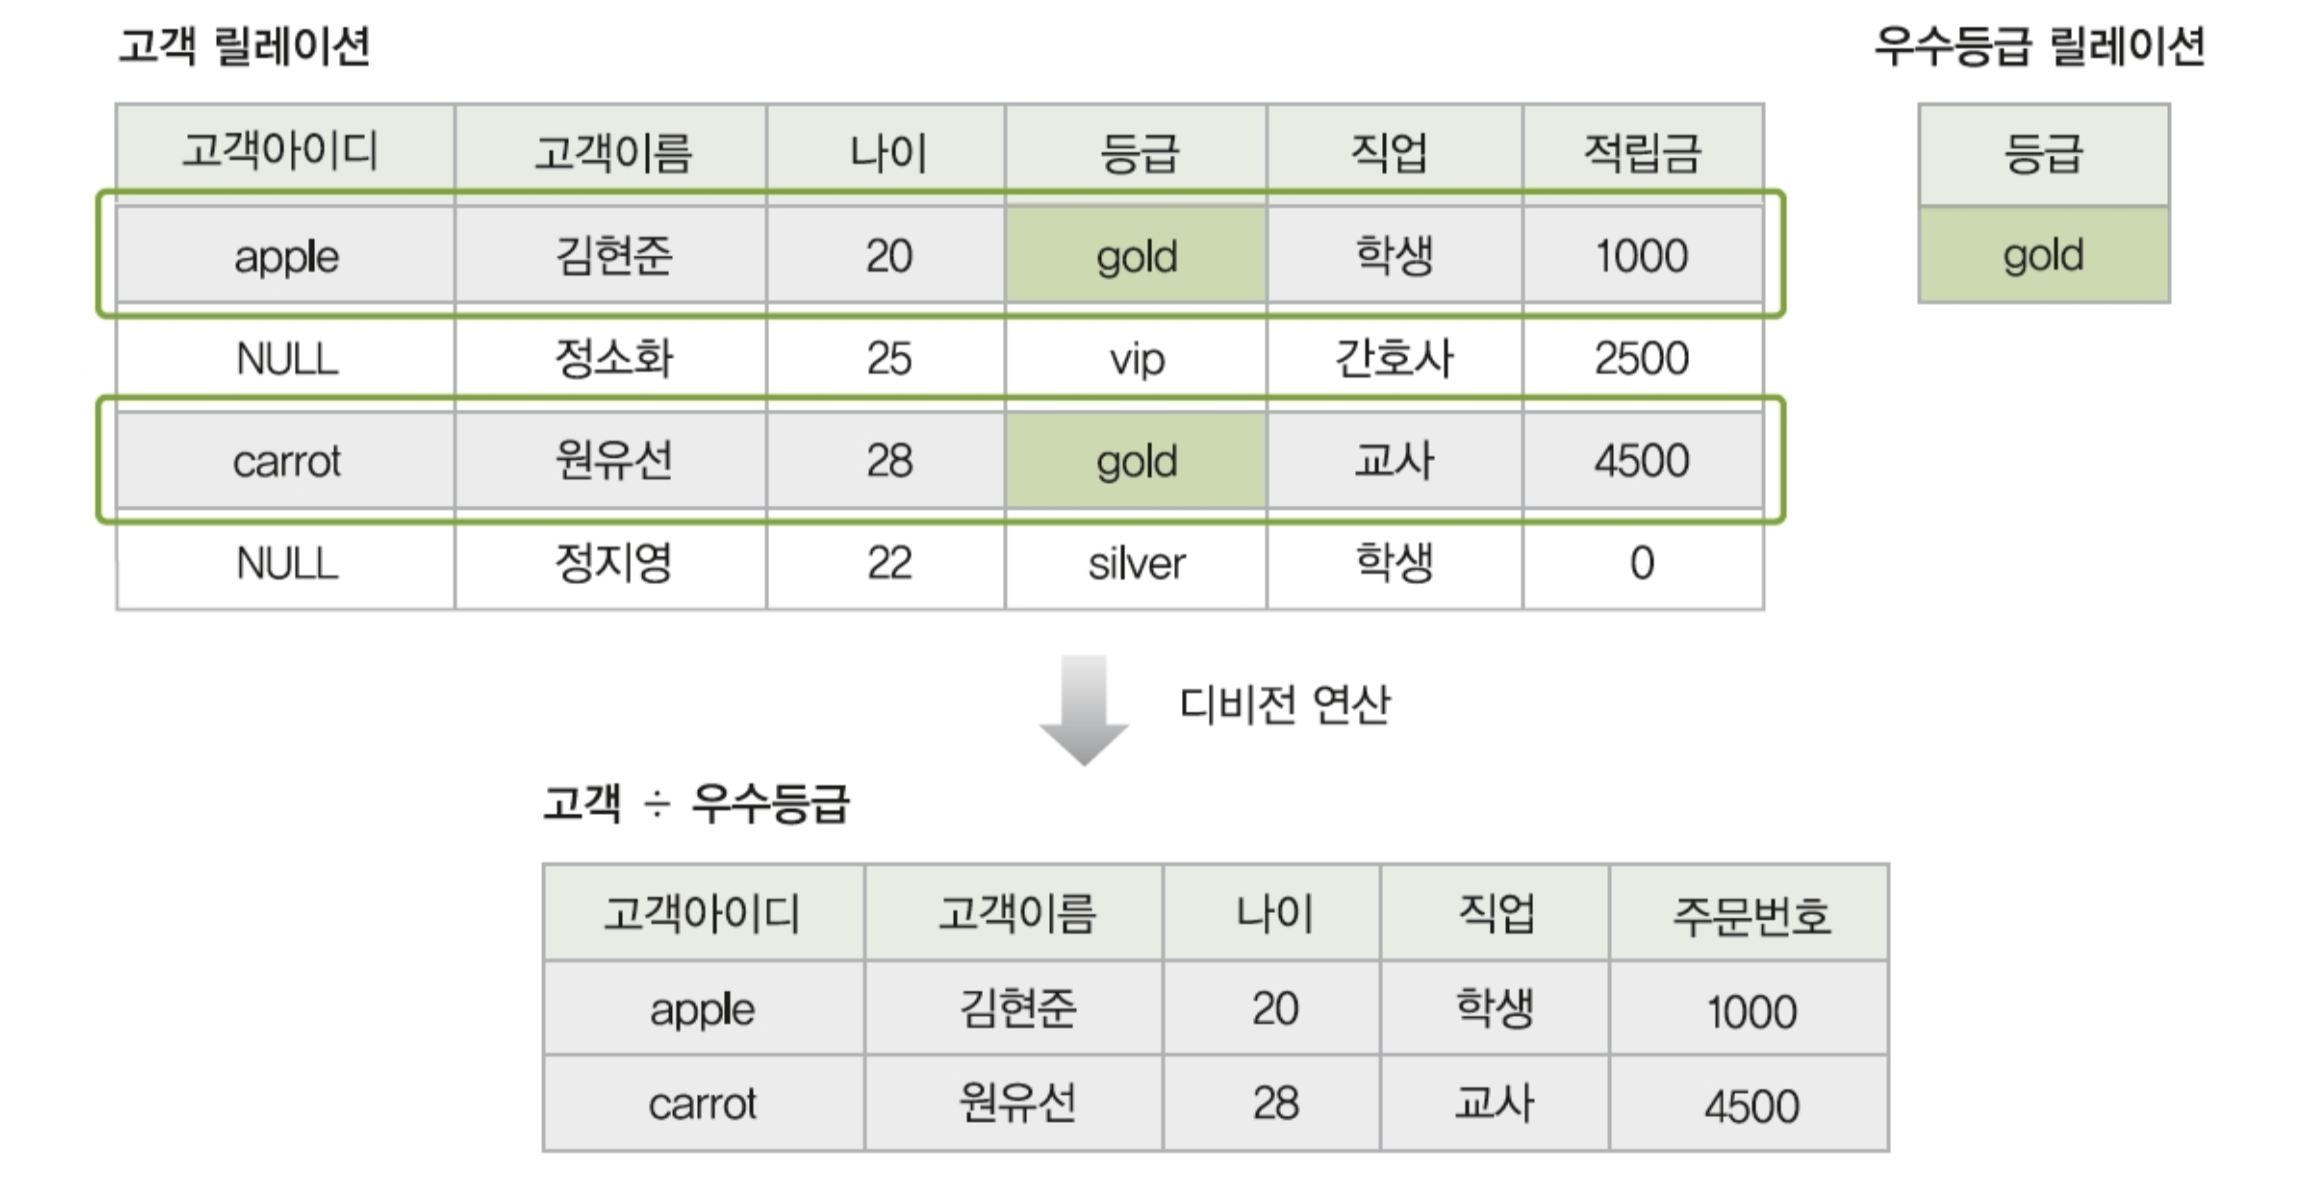 고객 릴레이션 우수등급 릴레이션
고객아이디 고객이름 나이 등급 직업 적립금 등급
apple 김현준 20 gold 학생 1000 gold
NULL 정소화 25 vip 간호사 2500
carrot 원유선 28 gold 교사 4500
NULL 정지영 22 silver 학생 0
디비전 연산
고객 ÷ 우수등급
고객아이디 고객이름 나이 직업 주문번호
apple 김현준 20 학생 1000
carrot 원유선 28 교사 4500